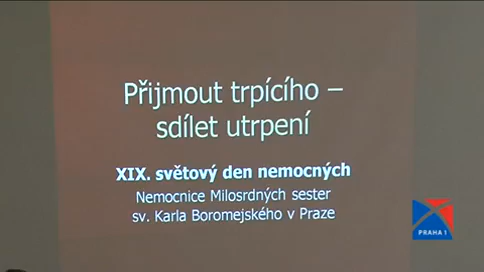 Přijmout trpícího –
sdílet utrpení
XIX. světový den nemocných
Nemocnice Milosrdných sester
sv. Karla Boromejského v Praze
PRAHA 1